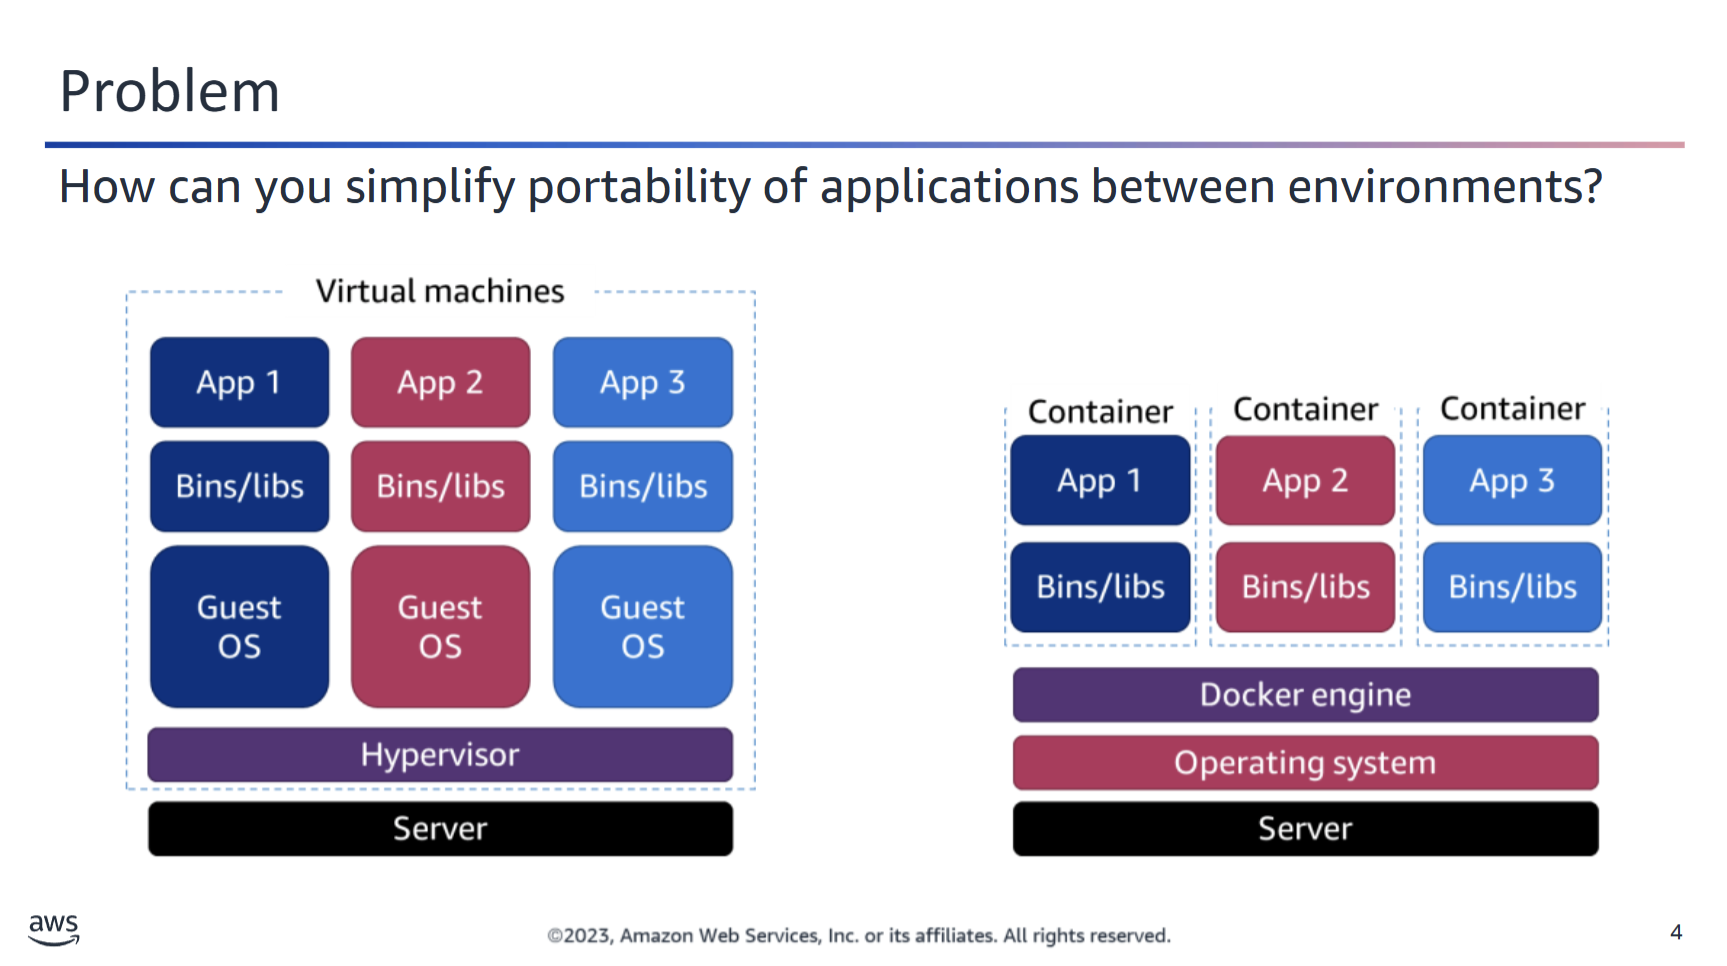 Problem
How can you simplify portability of applications between environments?
Virtual machines
App 1
App 2
App 3
Bins/libs
Bins/libs
Bins/libs
Guest
OS
Guest
OS
Guest
OS
Hypervisor
Server
Container
Container
Container
App 1
App 2
App 3
Bins/libs
Bins/libs
Bins/libs
Docker engine
Operating system
Server
aws
©2023, Amazon Web Services, Inc. or its affiliates. All rights reserved.
4